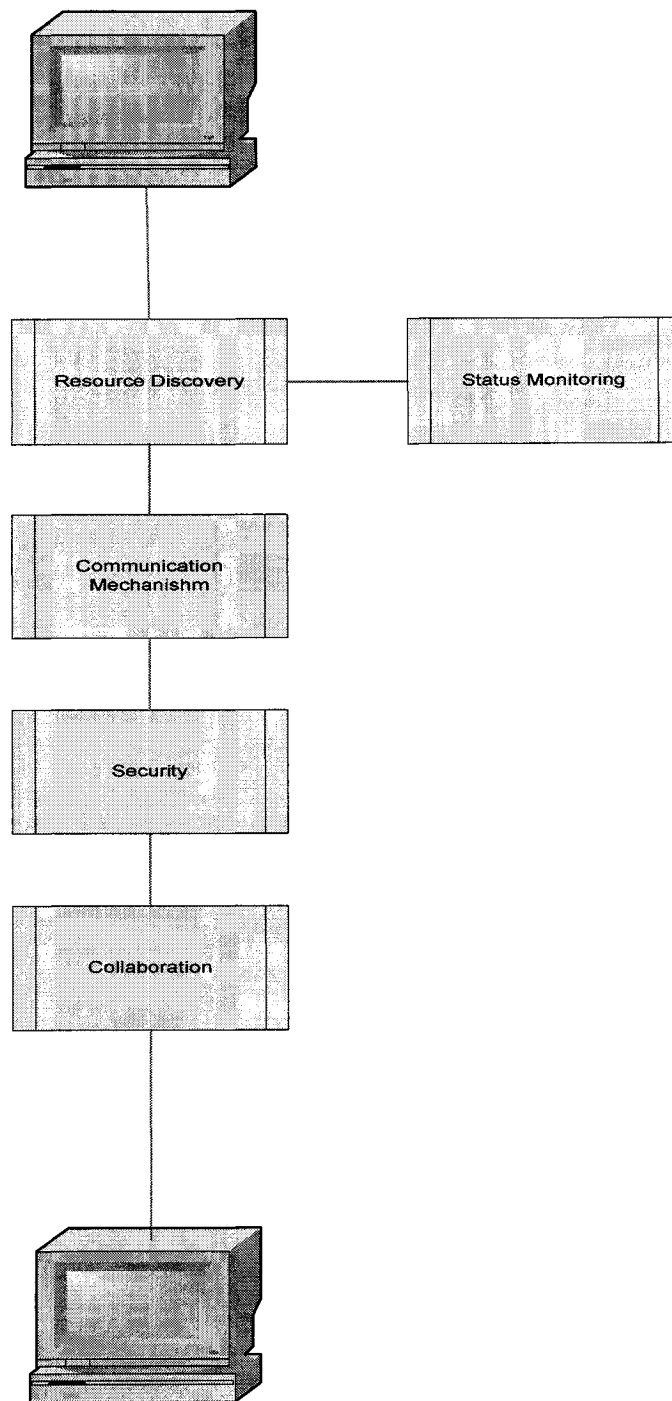 Resource Discovery
Status Monitoring
Communication
Mechanishm
Security
Collaboration